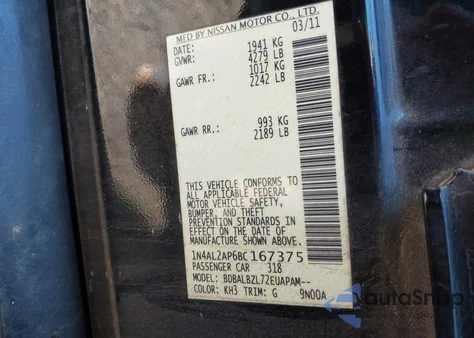 MFD BY NISSAN MOTOR CO., LTD.
DATE: 03/11
GVWR: 1941 KG
4279 LB
GAWR FR.: 1017 KG
2242 LB
GAWR RR.: 993 KG
2189 LB
THIS VEHICLE CONFORMS TO
ALL APPLICABLE FEDERAL
MOTOR VEHICLE SAFETY,
BUMPER, AND THEFT
PREVENTION STANDARDS IN
EFFECT ON THE DATE OF
MANUFACTURE SHOWN ABOVE.
1N4AL2AP6BC167375
PASSENGER CAR 318
MODEL: BDBALBZL72EUAPAM--
COLOR: KH3 TRIM: G 9N00A
AutaSnap